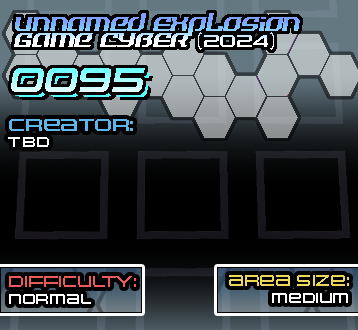 Unnamed Explosion
Game Cyber (2024)
0095
Creator:
TBD
Difficulty:
Normal
Area Size:
Medium